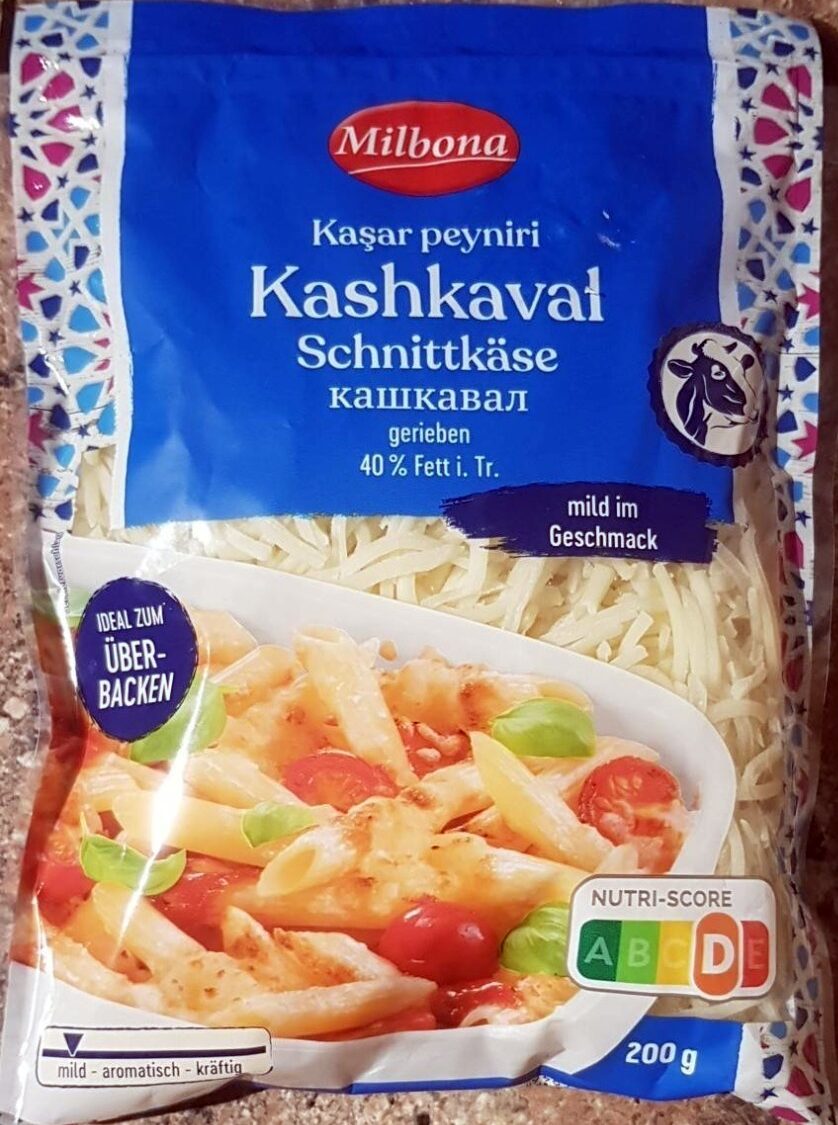 Milbona
Kaşar peyniri
Kashkaval
Schnittkäse
кашкавал
gerieben
40 % Fett i. Tr.
mild im
Geschmack
IDEAL ZUM
ÜBER-
BACKEN
NUTRI-SCORE
A B C D E
200 g
mild - aromatisch - kräftig